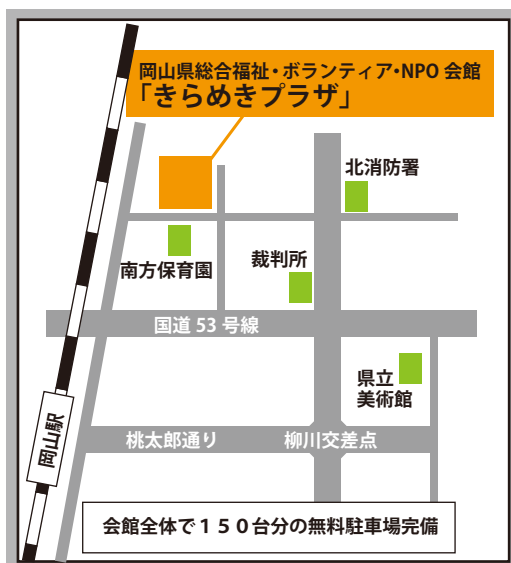 岡山県総合福祉・ボランティア・NPO 会館
「きらめきプラザ」
北消防署
裁判所
南方保育園
国道 53 号線
県立
美術館
岡山駅
桃太郎通り
柳川交差点
会館全体で１５０台分の無料駐車場完備